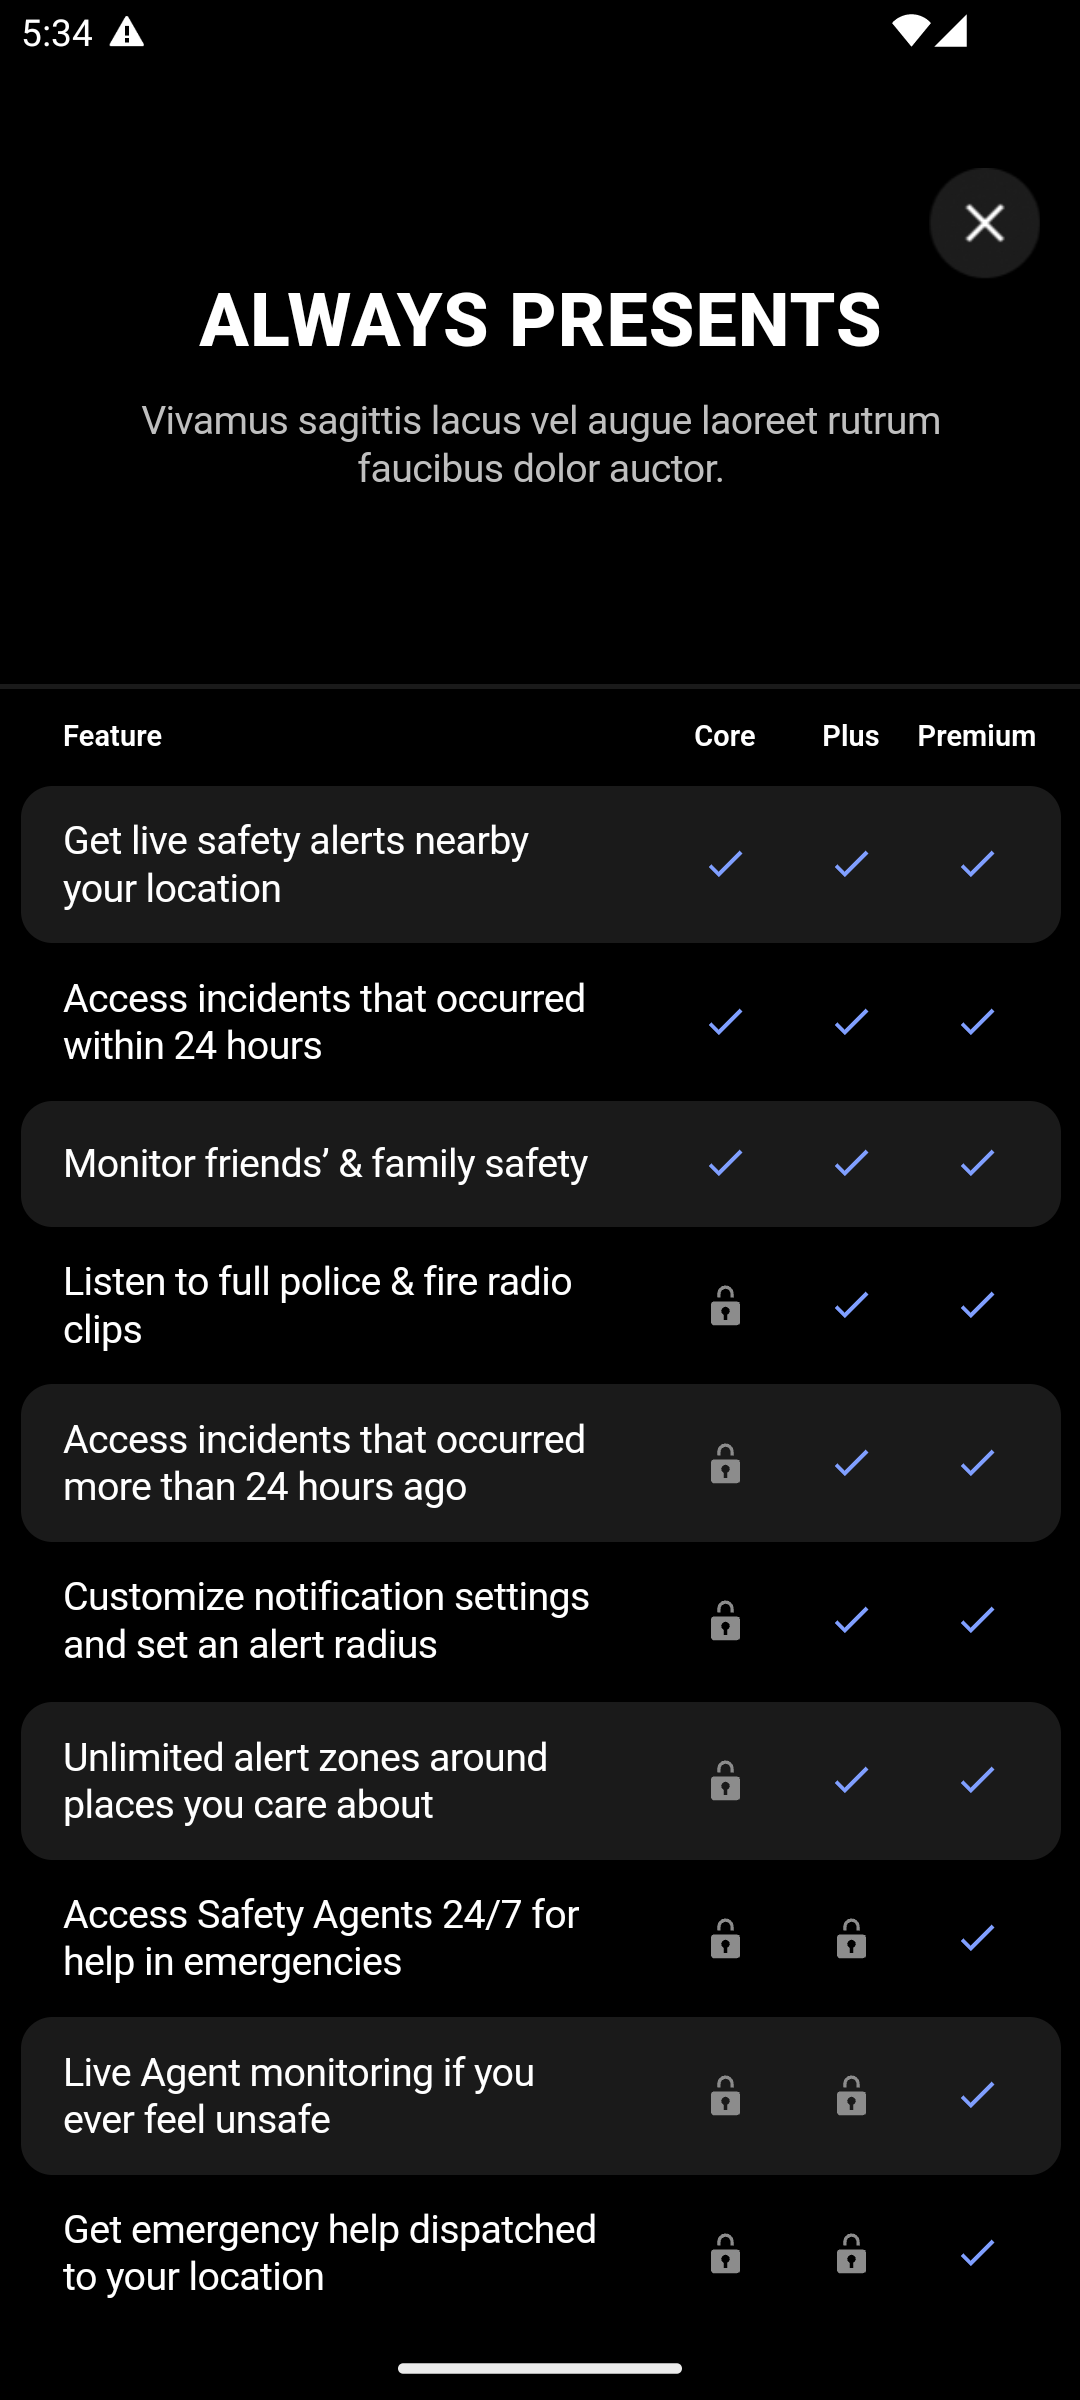 5:34
ALWAYS PRESENTS
Vivamus sagittis lacus vel augue laoreet rutrum
faucibus dolor auctor.
Feature Core Plus Premium
Get live safety alerts nearby
your location
Access incidents that occurred
within 24 hours
Monitor friends’ & family safety
Listen to full police & fire radio
clips
Access incidents that occurred
more than 24 hours ago
Customize notification settings
and set an alert radius
Unlimited alert zones around
places you care about
Access Safety Agents 24/7 for
help in emergencies
Live Agent monitoring if you
ever feel unsafe
Get emergency help dispatched
to your location